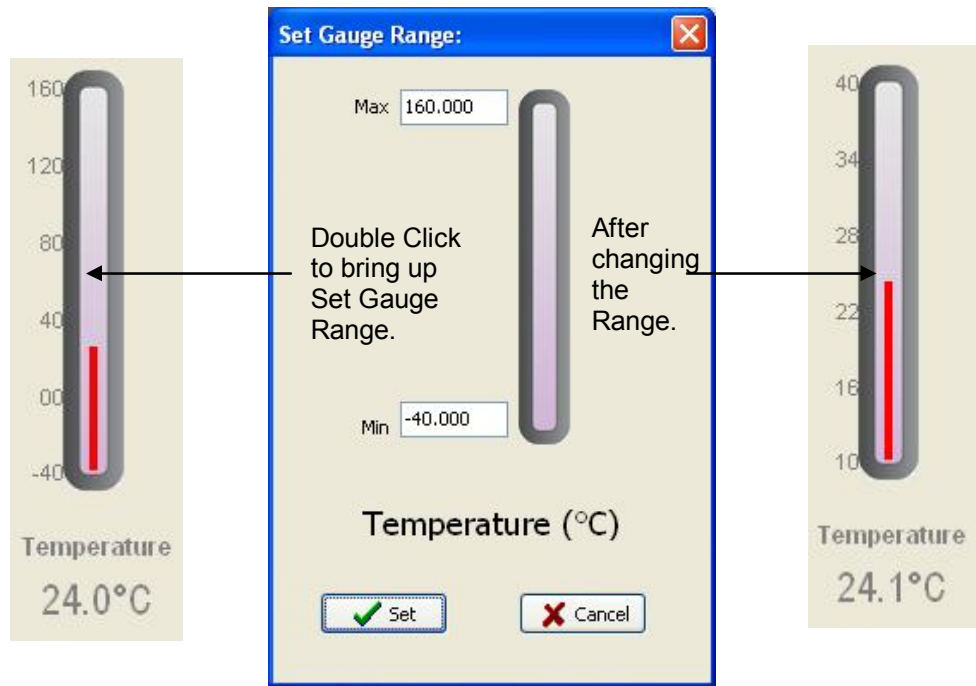 160
120
80
40
00
-40
Temperature
24.0°C
Set Gauge Range:
Max 160.000
Double Click
to bring up
Set Gauge
Range.
After
changing
the
Range.
Min -40.000
Temperature (°C)
Set
Cancel
40
34
28
22
16
10
Temperature
24.1°C